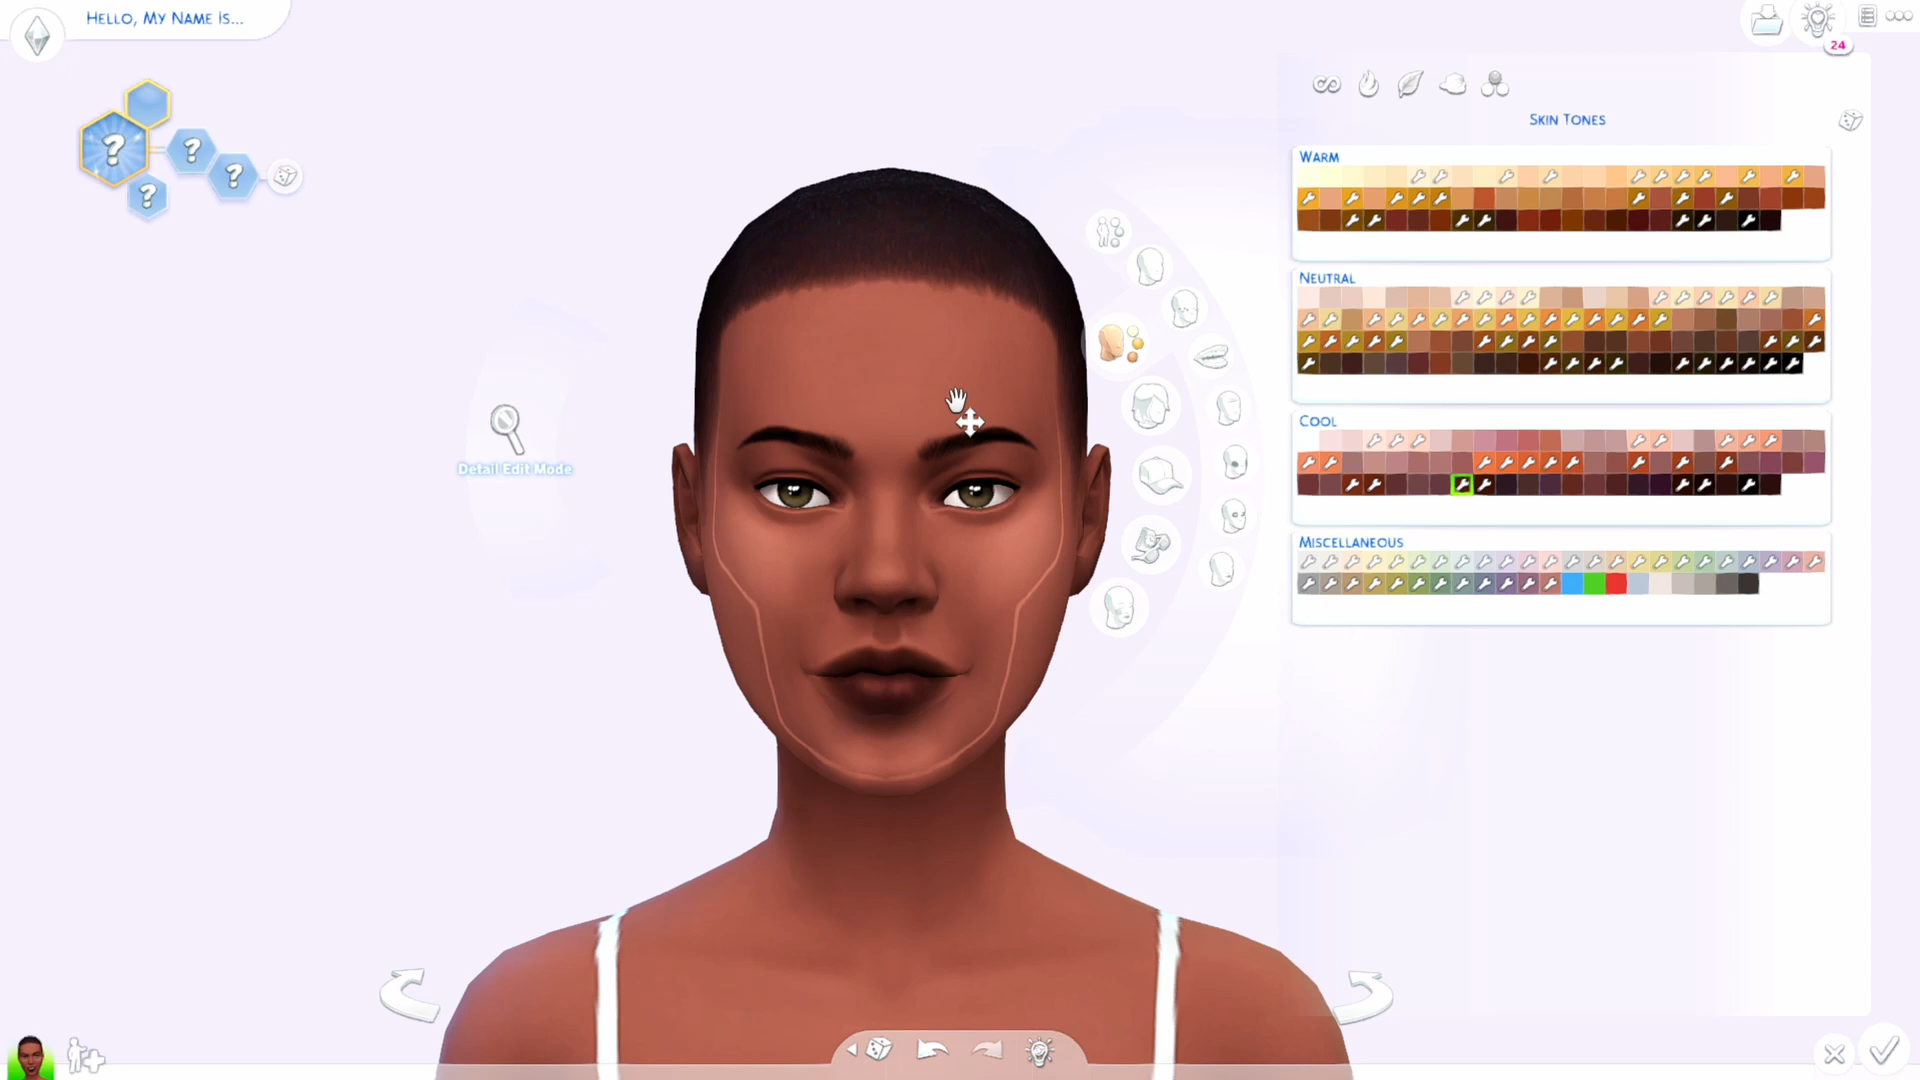 Hello, My Name Is...
24
Skin Tones
Warm
Neutral
Detail Edit Mode
Cool
Miscellaneous